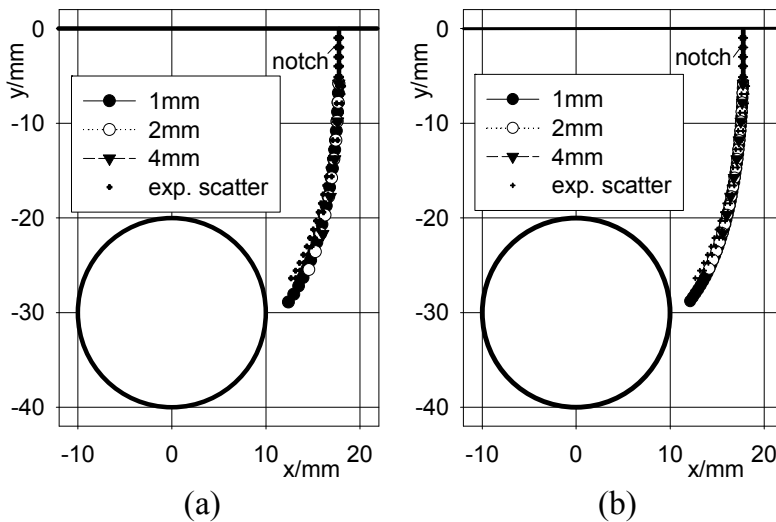 0
-10
-20
-30
-40
y/mm
notch
1mm
2mm
4mm
exp. scatter
-10 0 10 20
x/mm
(a)
0
-10
-20
-30
-40
y/mm
notch
1mm
2mm
4mm
exp. scatter
-10 0 10 20
x/mm
(b)